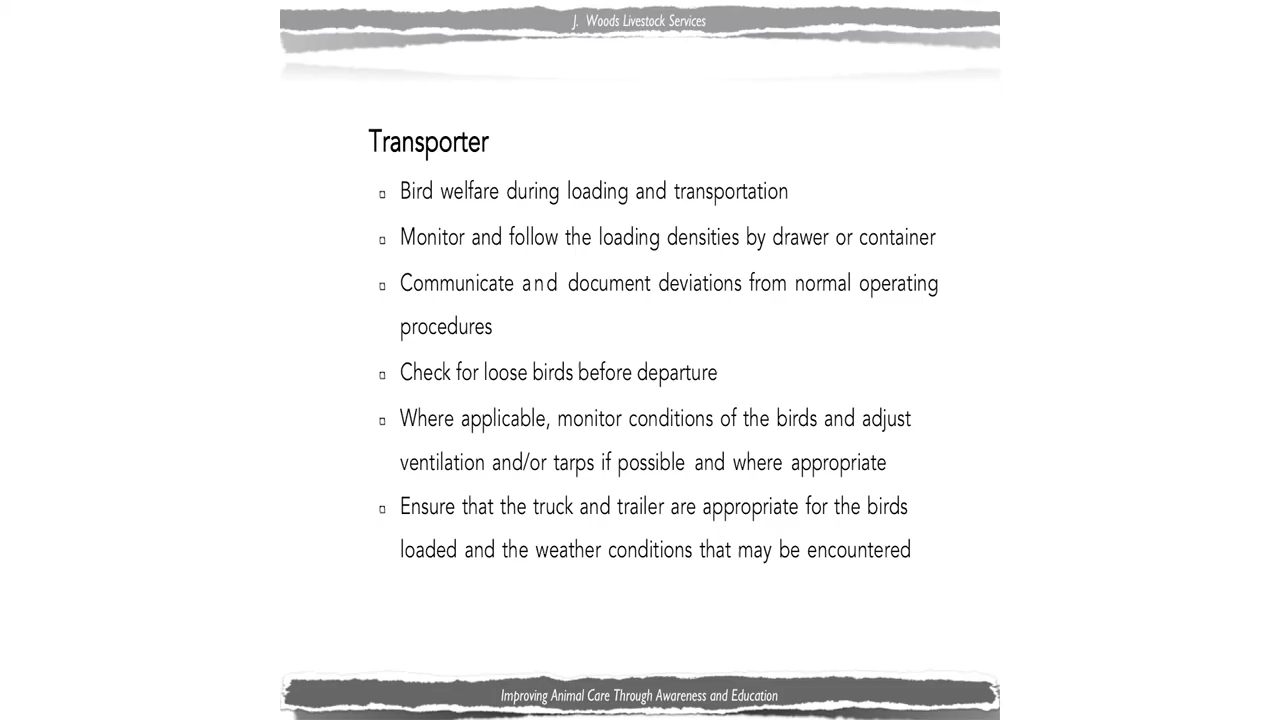 J. Woods Livestock Services
Transporter
Bird welfare during loading and transportation
Monitor and follow the loading densities by drawer or container
Communicate and document deviations from normal operating
procedures
Check for loose birds before departure
Where applicable, monitor conditions of the birds and adjust
ventilation and/or tarps if possible and where appropriate
Ensure that the truck and trailer are appropriate for the birds
loaded and the weather conditions that may be encountered
Improving Animal Care Through Awareness and Education